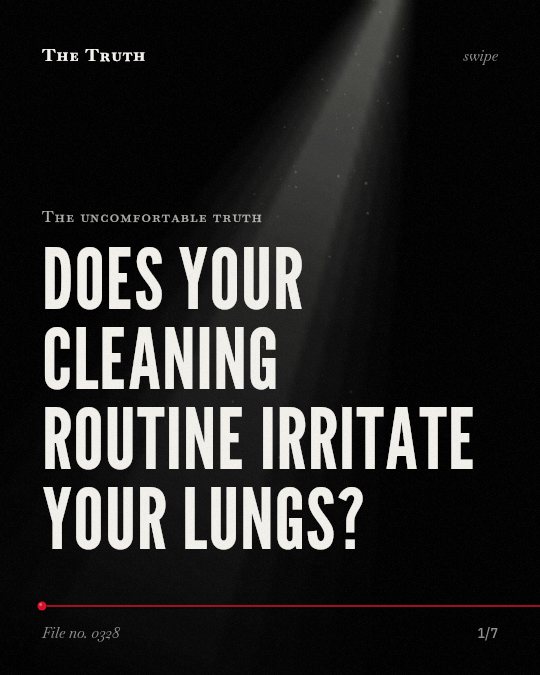 The Truth
swipe
The uncomfortable truth
DOES YOUR
CLEANING
ROUTINE IRRITATE
YOUR LUNGS?
File no. 0328
1/7